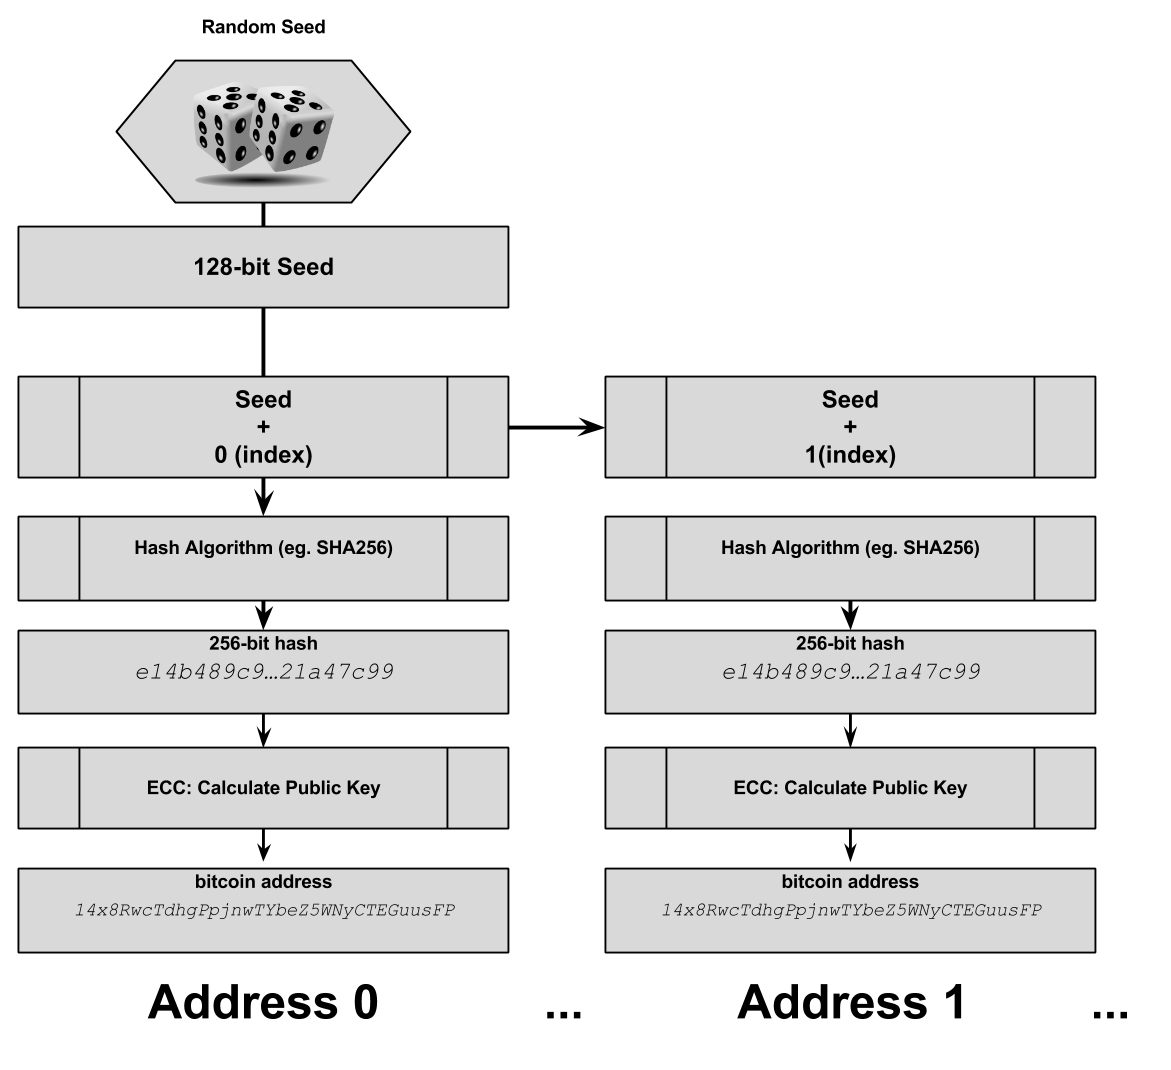 Random Seed
128-bit Seed
Seed
+
0 (index)
Seed
+
1(index)
Hash Algorithm (eg. SHA256)
Hash Algorithm (eg. SHA256)
256-bit hash
e14b489c9…21a47c99
256-bit hash
e14b489c9…21a47c99
ECC: Calculate Public Key
ECC: Calculate Public Key
bitcoin address
14x8RwcTdhgPpjnwTYbeZ5WNyCTEGuusFP
bitcoin address
14x8RwcTdhgPpjnwTYbeZ5WNyCTEGuusFP
Address 0 ... Address 1 ...